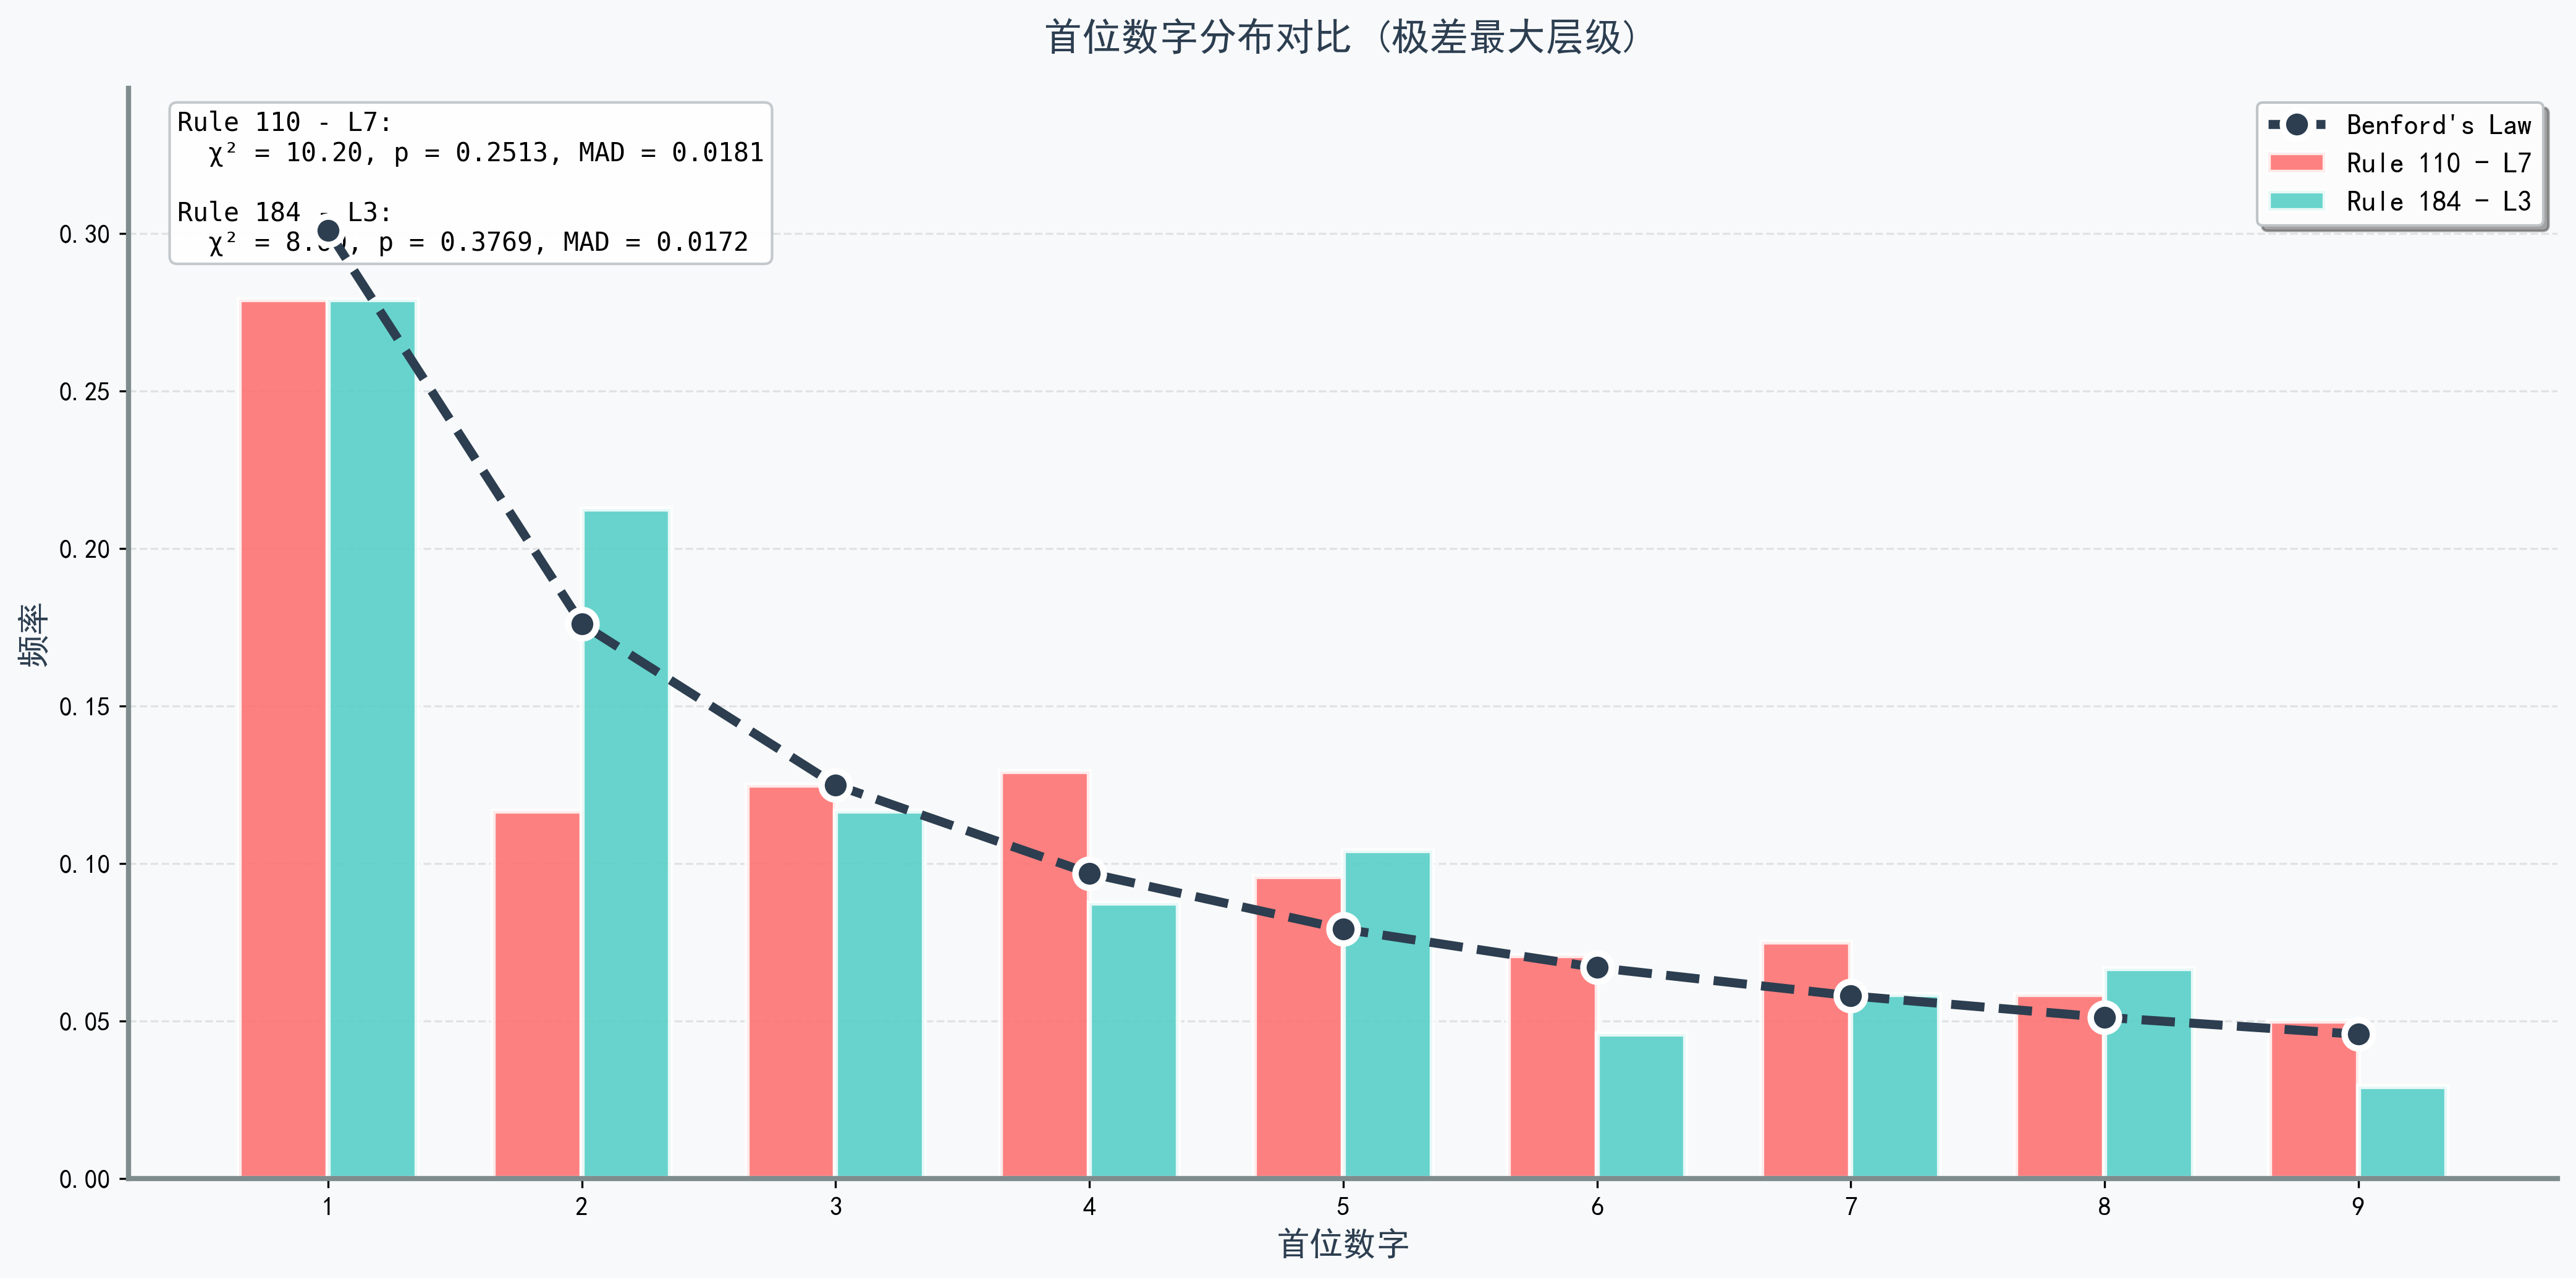 首位数字分布对比（极差最大层级）
Rule 110 - L7:
χ² = 10.20, p = 0.2513, MAD = 0.0181
Rule 184 - L3:
χ² = , p = 0.3769, MAD = 0.0172
Benford's Law
Rule 110 - L7
Rule 184 - L3
频率
0.30
0.25
0.20
0.15
0.10
0.05
0.00
1 2 3 4 5 6 7 8 9
首位数字